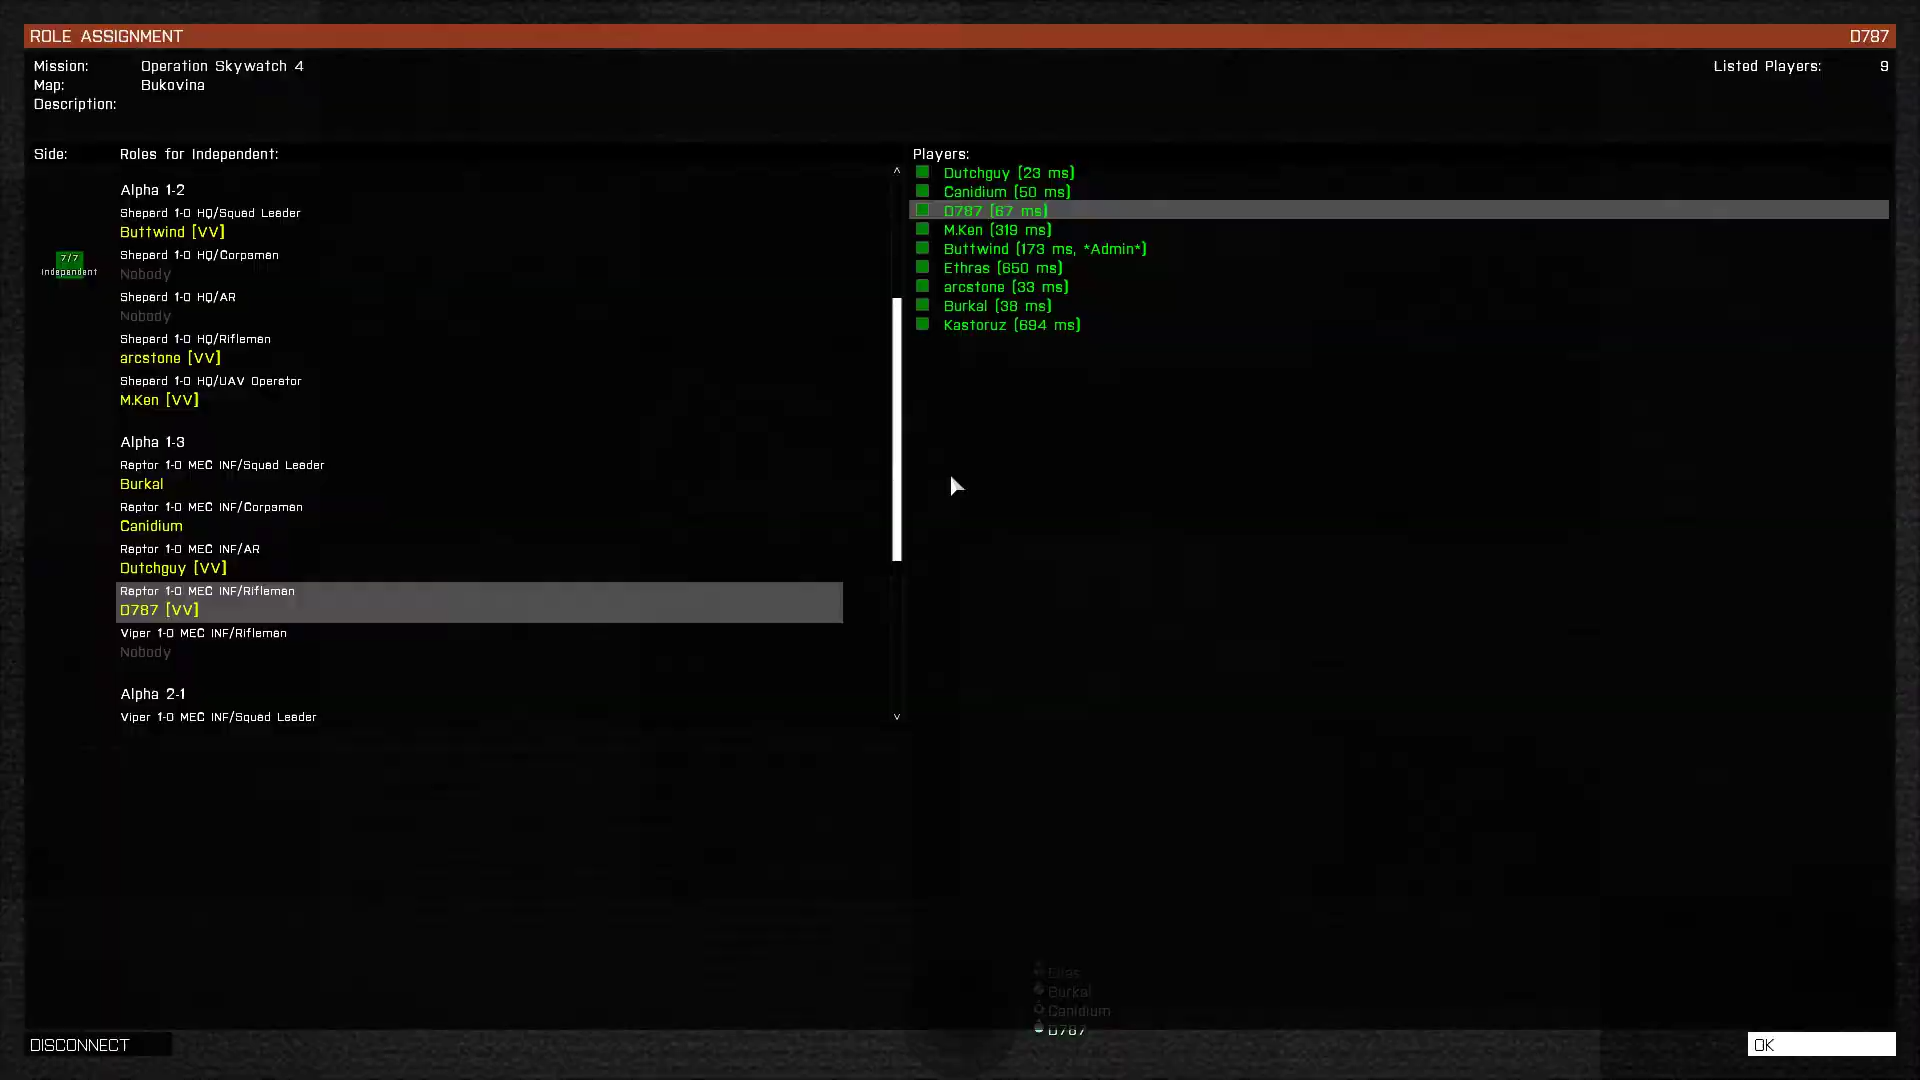 ROLE ASSIGNMENT
D787
Mission: Operation Skywatch 4
Listed Players: 9
Map: Bukovina
Description:
Side:
Roles for Independent:
Players:
7/7
Independent
Alpha 1-2
Shepard 1-0 HQ/Squad Leader
Buttwind [VV]
Shepard 1-0 HQ/Corpsman
Nobody
Shepard 1-0 HQ/AR
Nobody
Shepard 1-0 HQ/Rifleman
arcstone [VV]
Shepard 1-0 HQ/UAV Operator
M.Ken [VV]
Alpha 1-3
Raptor 1-0 MEC INF/Squad Leader
Burkal
Raptor 1-0 MEC INF/Corpsman
Canidium
Raptor 1-0 MEC INF/AR
Dutchguy [VV]
Raptor 1-0 MEC INF/Rifleman
D787 [VV]
Viper 1-0 MEC INF/Rifleman
Nobody
Alpha 2-1
Viper 1-0 MEC INF/Squad Leader
Dutchguy (23 ms)
Canidium (50 ms)
D787 (67 ms)
M.Ken (319 ms)
Buttwind (173 ms, *Admin*)
Ethras (650 ms)
arcstone (33 ms)
Burkal (38 ms)
Kastoruz (694 ms)
Burkal
Canidium
D787
DISCONNECT
OK